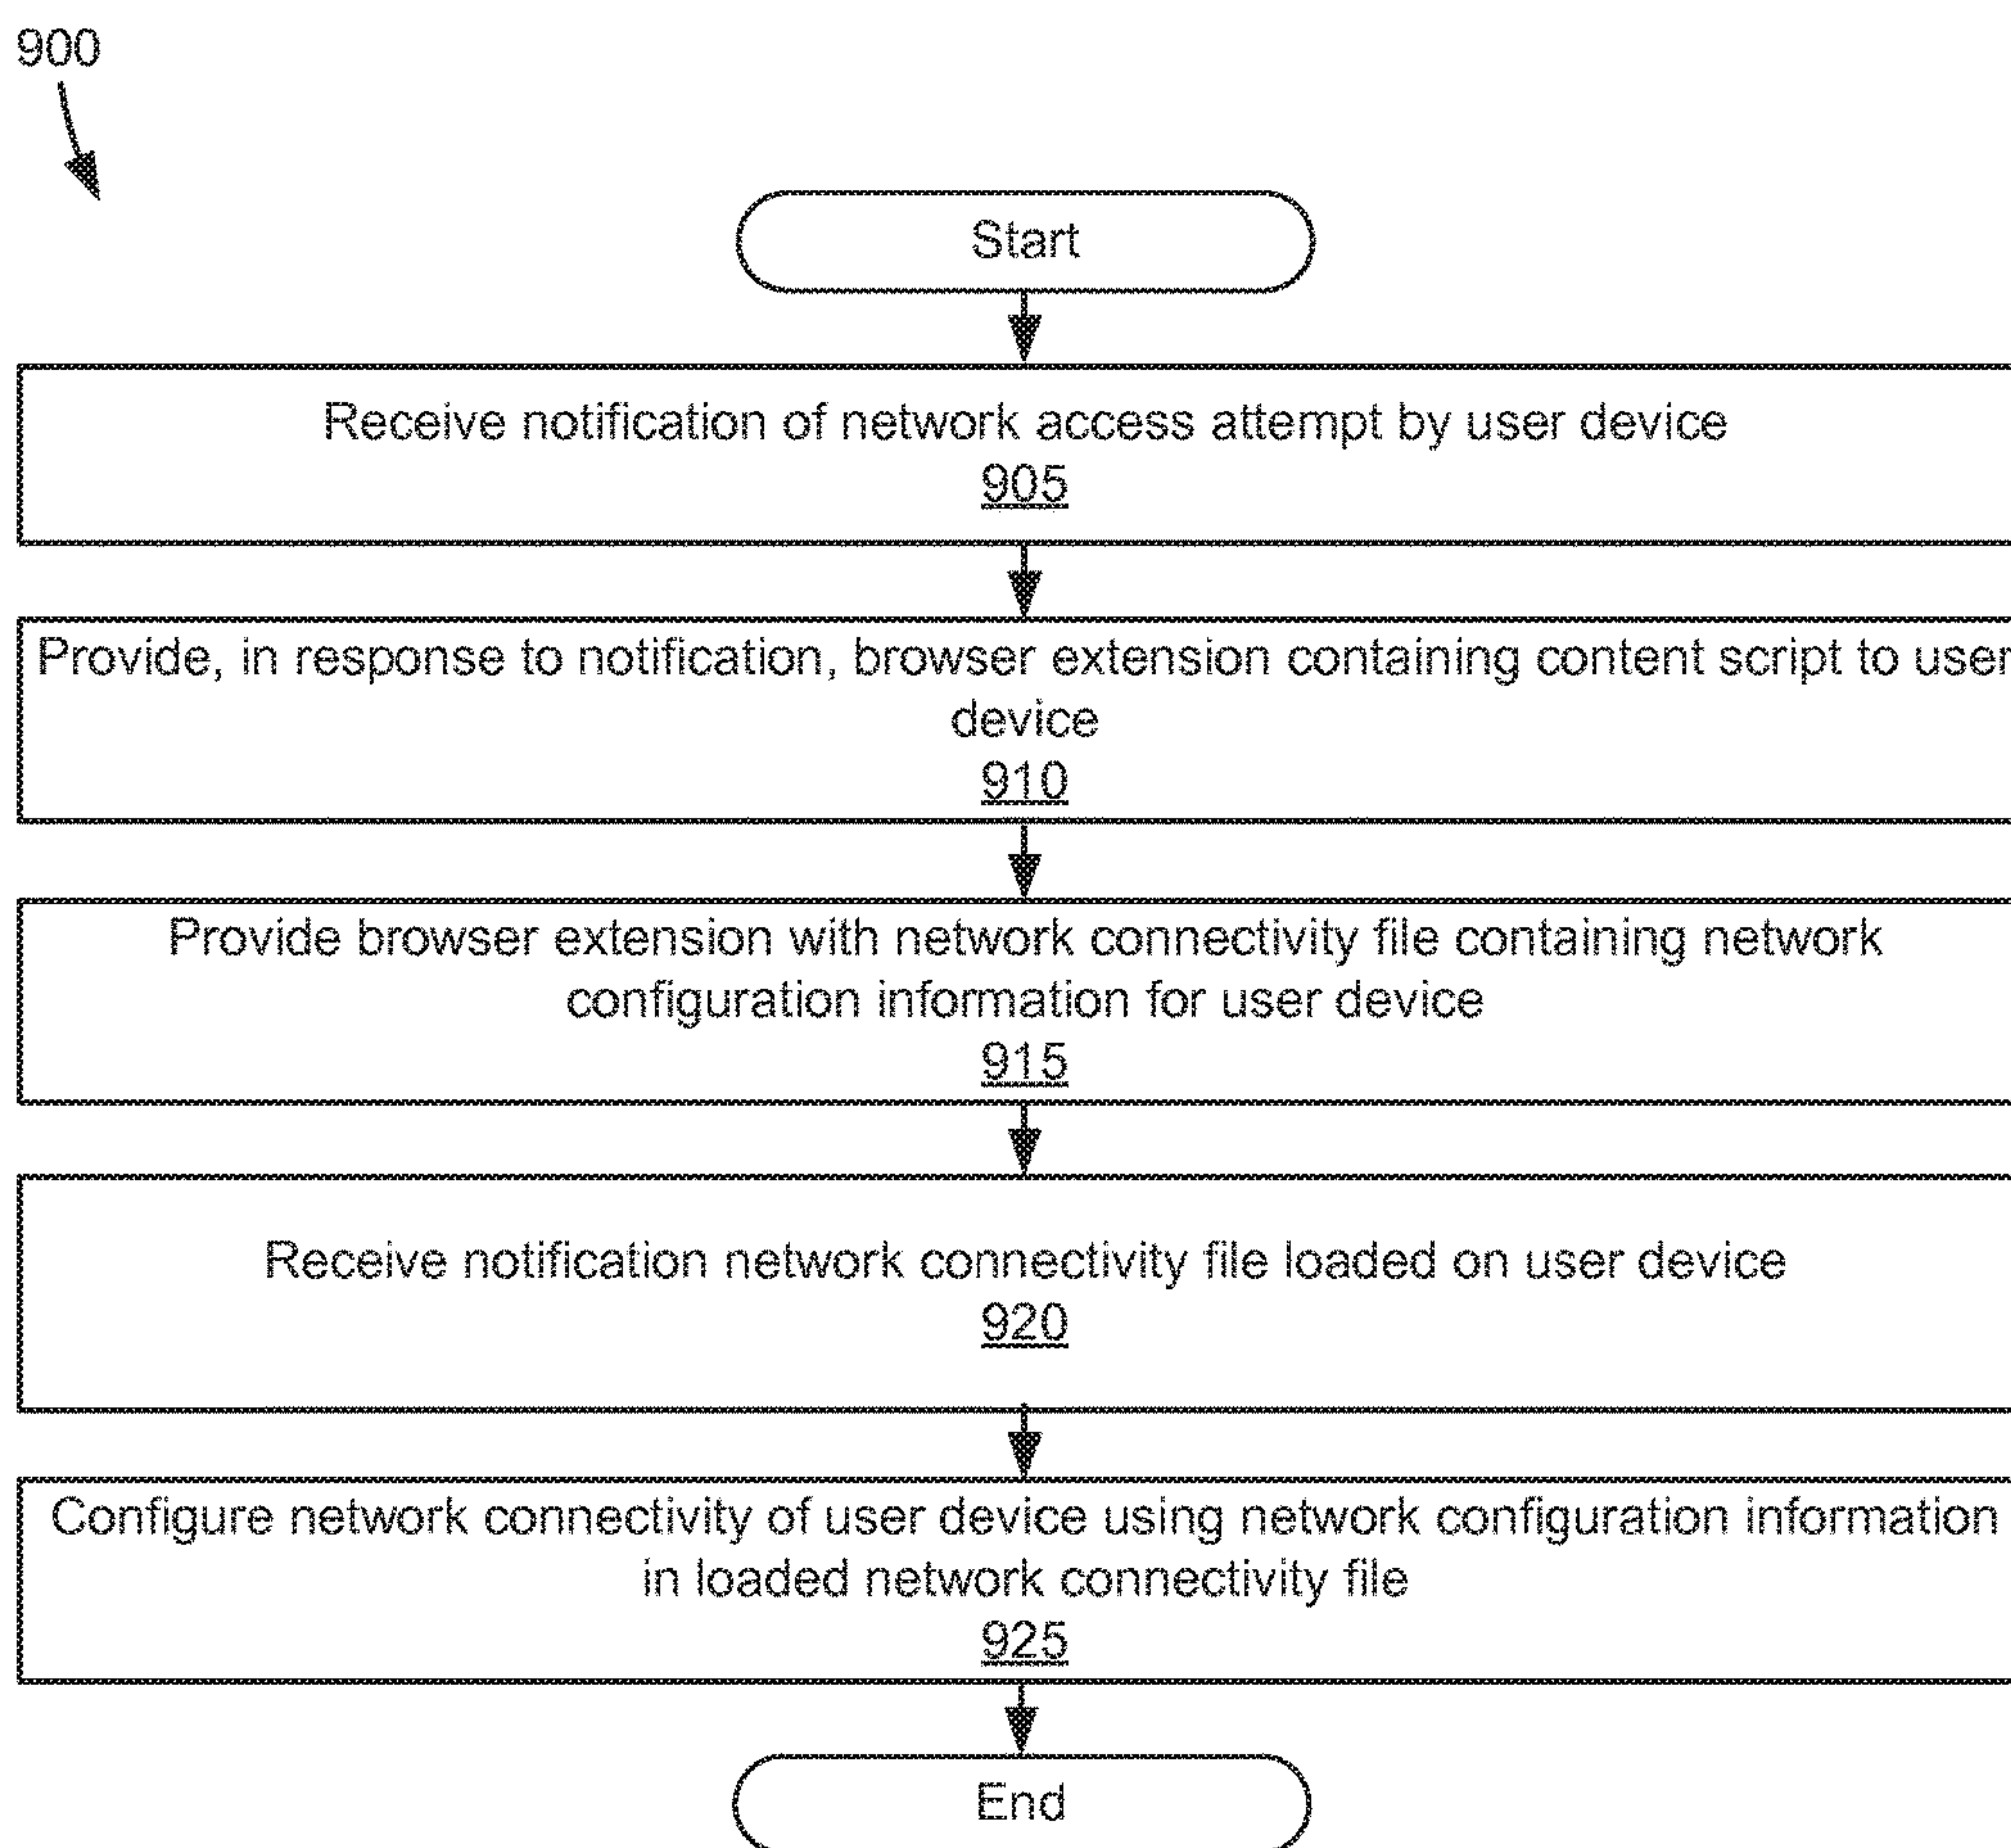 900
Start
Receive notification of network access attempt by user device
905
Provide, in response to notification, browser extension containing content script to user
device
910
Provide browser extension with network connectivity file containing network
configuration information for user device
915
Receive notification network connectivity file loaded on user device
920
Configure network connectivity of user device using network configuration information
in loaded network connectivity file
925
End